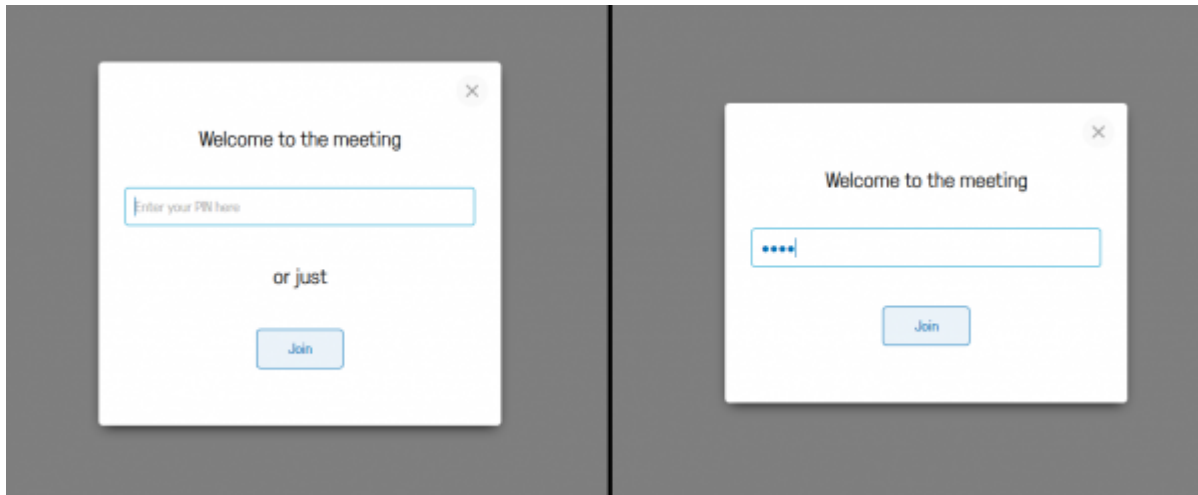 Welcome to the meeting
Enter your PIN here
or just
Join
Welcome to the meeting
••••
Join